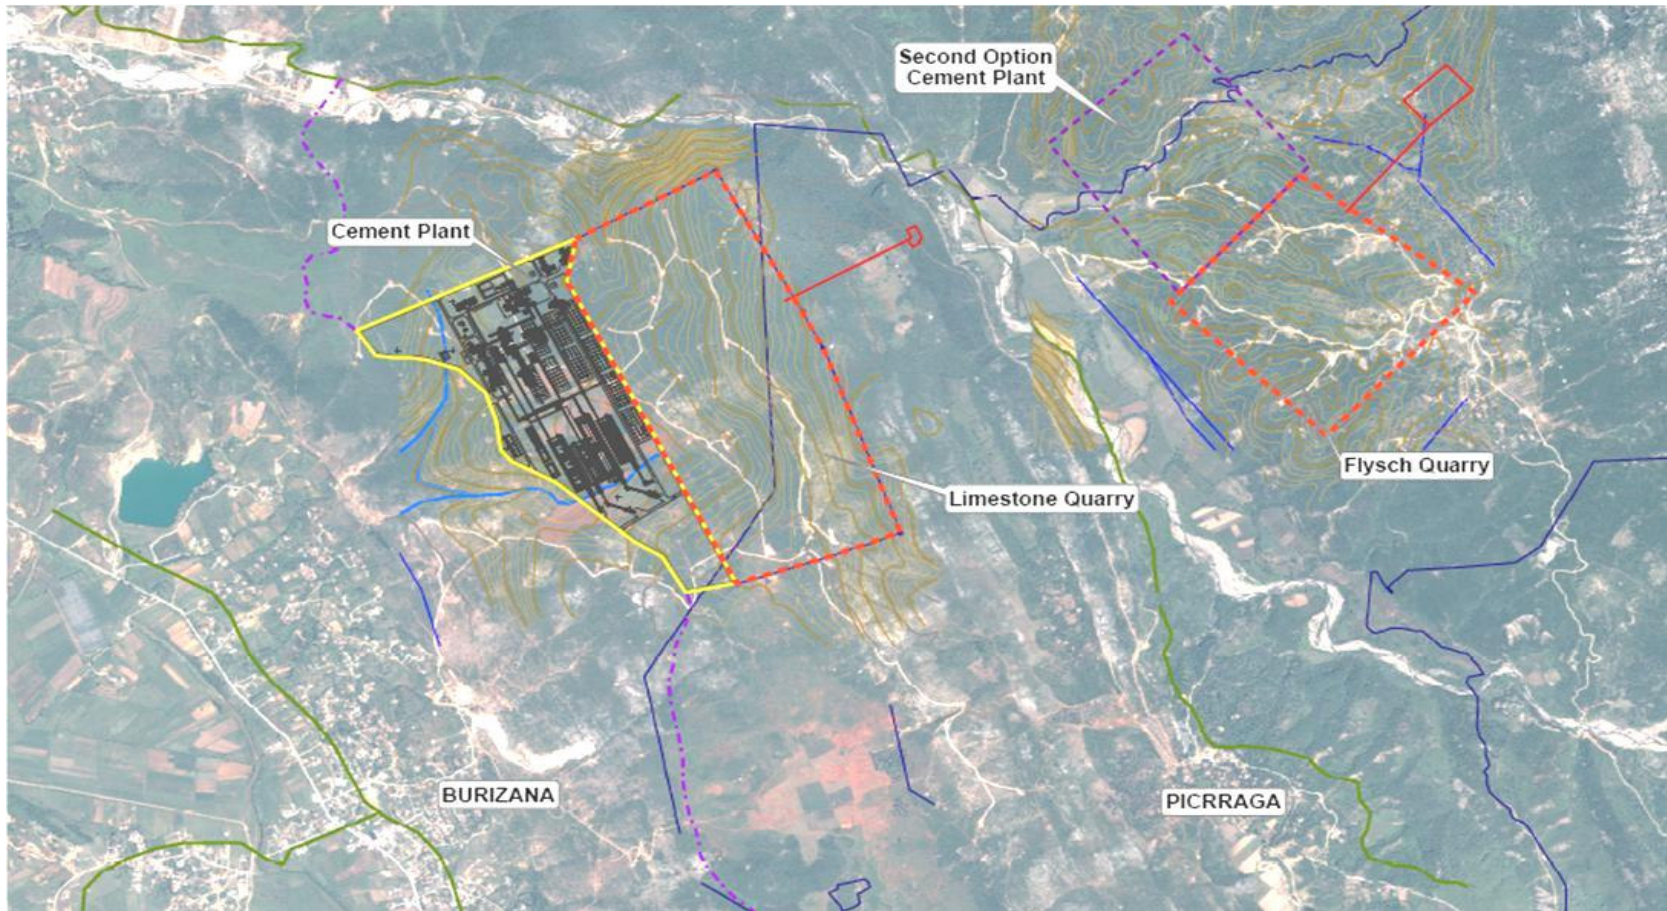 Second Option
Cement Plant
Cement Plant
Flysch Quarry
Limestone Quarry
BURIZANA
PICRRAGA